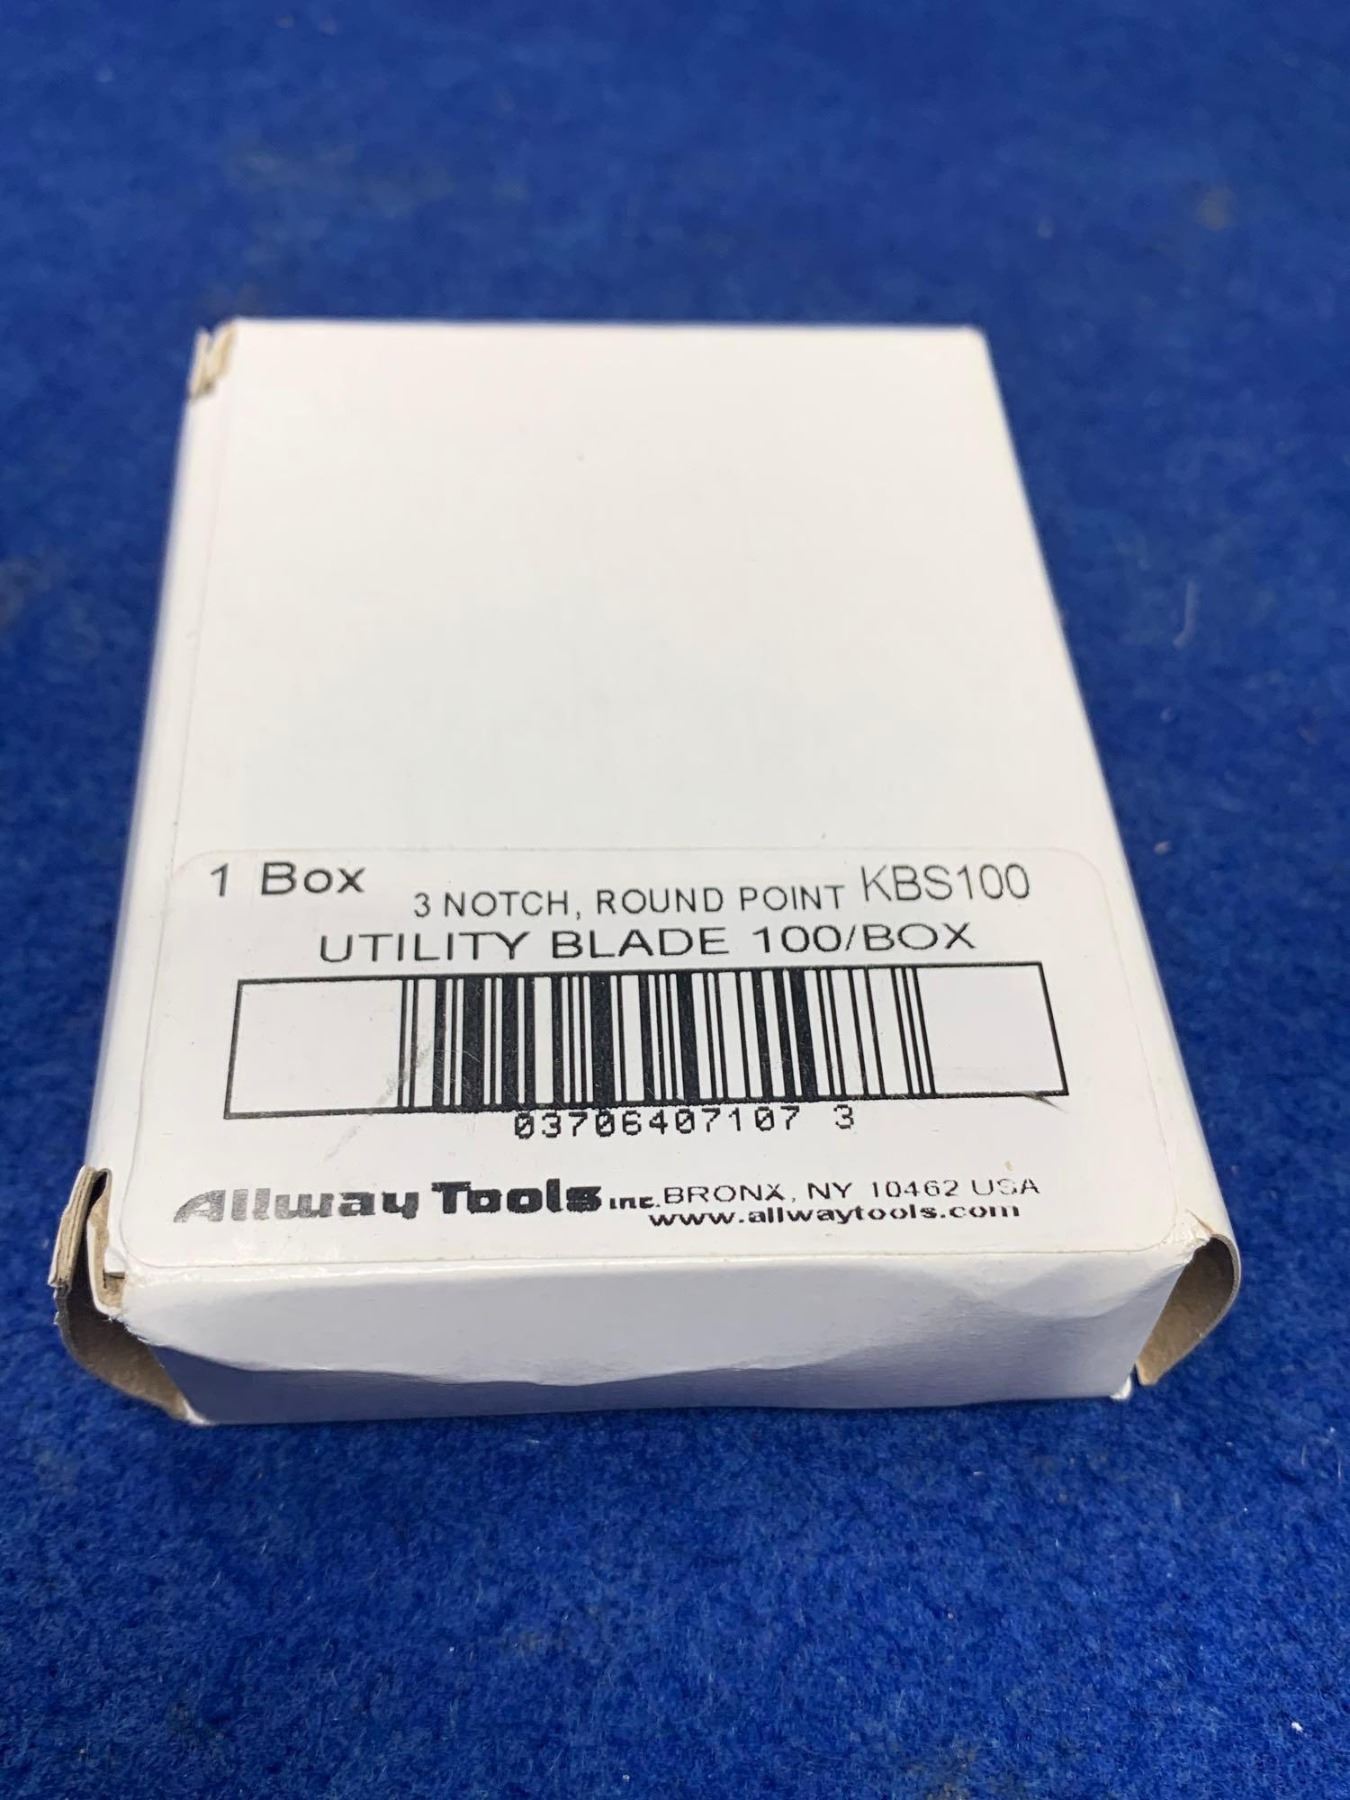 1 Box 3 NOTCH, ROUND POINT KBS100
UTILITY BLADE 100/BOX
03706407107 3
Allway Tools INC. BRONX, NY 10462 USA
www.allwaytools.com